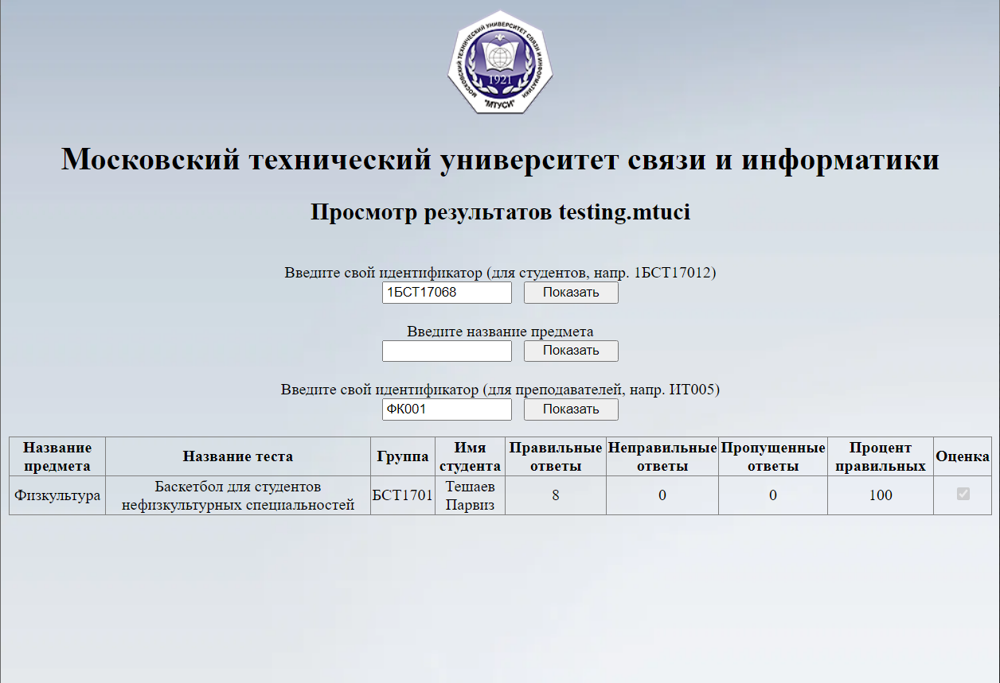 МОСКОВСКИЙ ТЕХНИЧЕСКИЙ УНИВЕРСИТЕТ СВЯЗИ И ИНФОРМАТИКИ
1921
"МТУСИ"
Московский технический университет связи и информатики
Просмотр результатов testing.mtuci
Введите свой идентификатор (для студентов, напр. 1БСТ17012)
1БСТ17068 Показать
Введите название предмета
Показать
Введите свой идентификатор (для преподавателей, напр. ИТ005)
ФК001 Показать
Название предмета Название теста Группа Имя студента Правильные ответы Неправильные ответы Пропущенные ответы Процент правильных Оценка
Физкультура Баскетбол для студентов нефизкультурных специальностей БСТ1701 Тешаев Парвиз 8 0 0 100